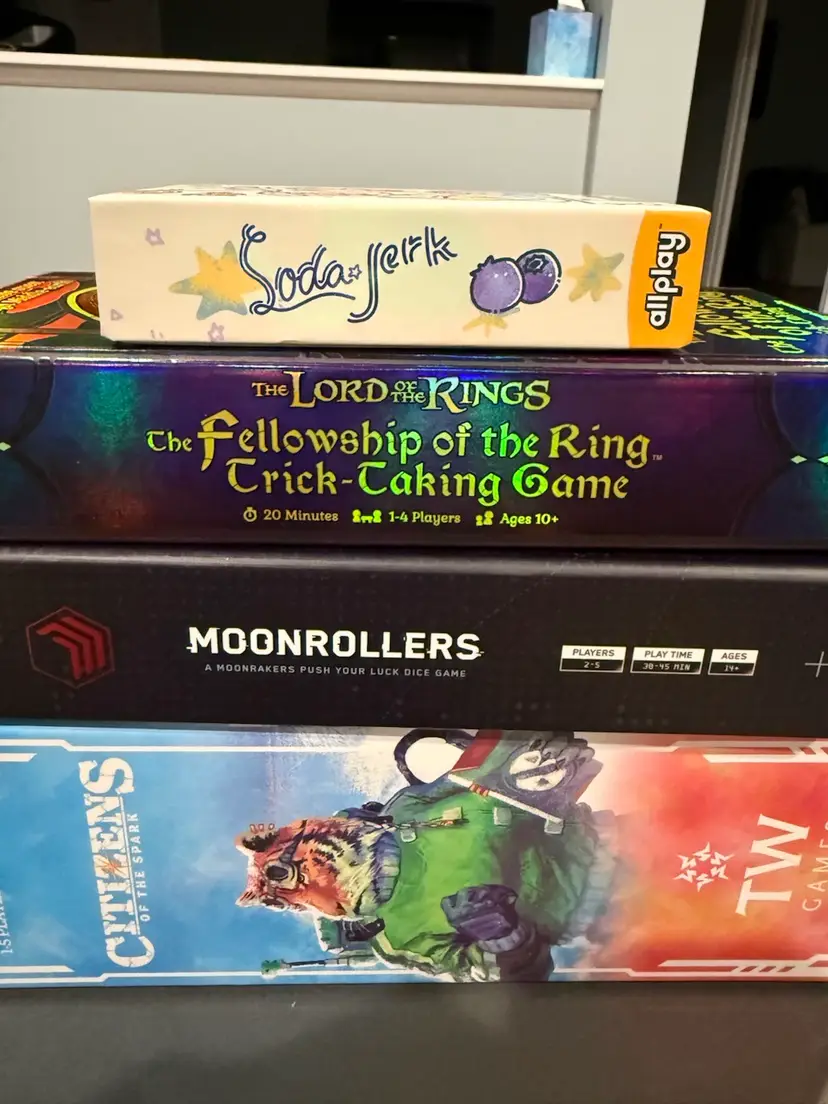 Soda Jerk
allplay
THE LORD OF THE RINGS
The Fellowship of the Ring™
Trick-Taking Game
20 Minutes 1-4 Players Ages 10+
MOONROLLERS
A MOONRAKERS PUSH YOUR LUCK DICE GAME
PLAYERS
2-5
PLAY TIME
30-45 MIN
AGES
14+
CITIZENS
OF THE SPARK
TW